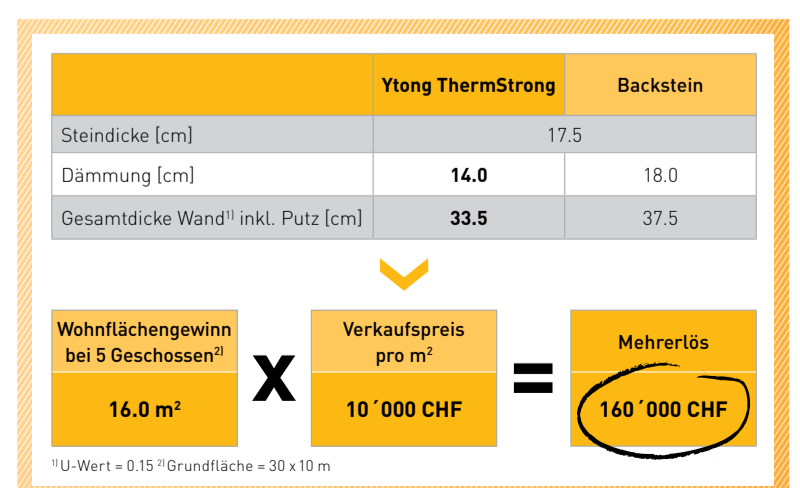 Ytong ThermStrong Backstein
Steindicke [cm] 17.5
Dämmung [cm] 14.0 18.0
Gesamtdicke Wand¹⁾ inkl. Putz [cm] 33.5 37.5
Wohnflächengewinn
bei 5 Geschossen²⁾
16.0 m²
X
Verkaufspreis
pro m²
10´000 CHF
=
Mehrerlös
160´000 CHF
¹⁾ U-Wert = 0.15 ²⁾ Grundfläche = 30 x 10 m